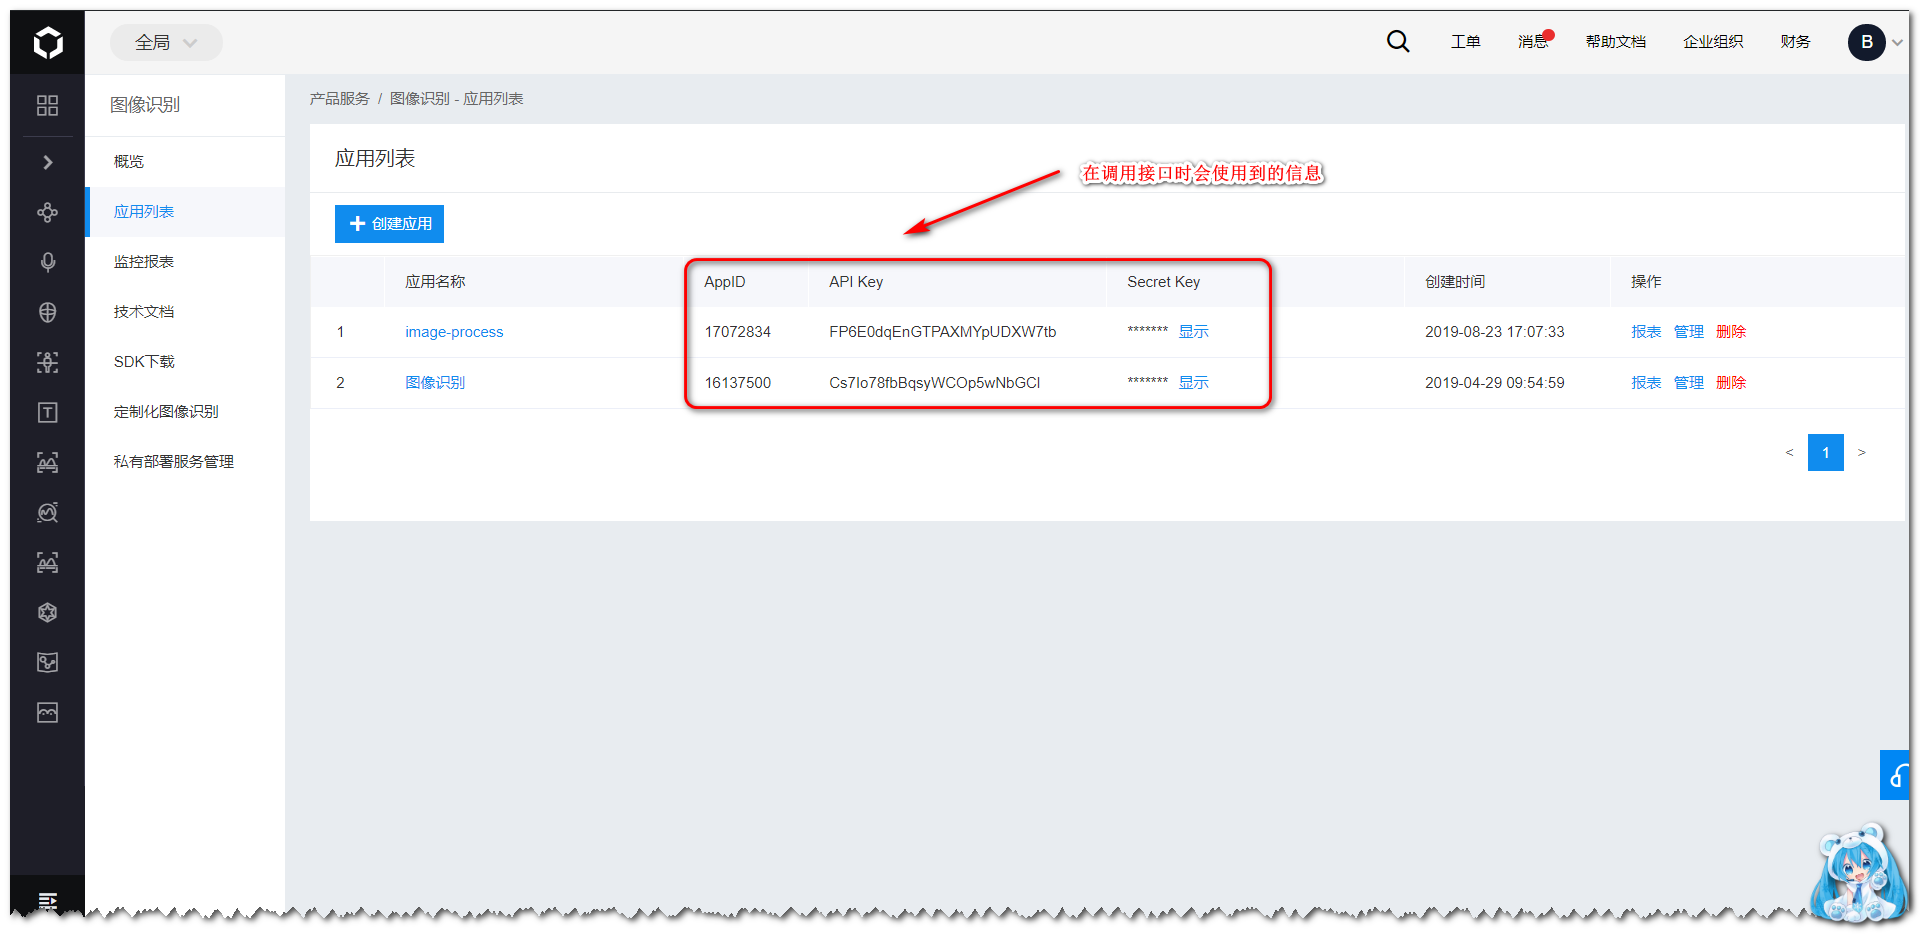 全局
工单 消息 帮助文档 企业组织 财务 B
图像识别
概览
应用列表
监控报表
技术文档
SDK下载
定制化图像识别
私有部署服务管理
产品服务 / 图像识别 - 应用列表
应用列表
在调用接口时会使用到的信息
+ 创建应用
应用名称 AppID API Key Secret Key 创建时间 操作
1 image-process 17072834 FP6E0dqEnGTPAXMYpUDXW7tb ******* 显示 2019-08-23 17:07:33 报表 管理 删除
2 图像识别 16137500 Cs7Io78fbBqsyWCOp5wNbGCI ******* 显示 2019-04-29 09:54:59 报表 管理 删除
< 1 >